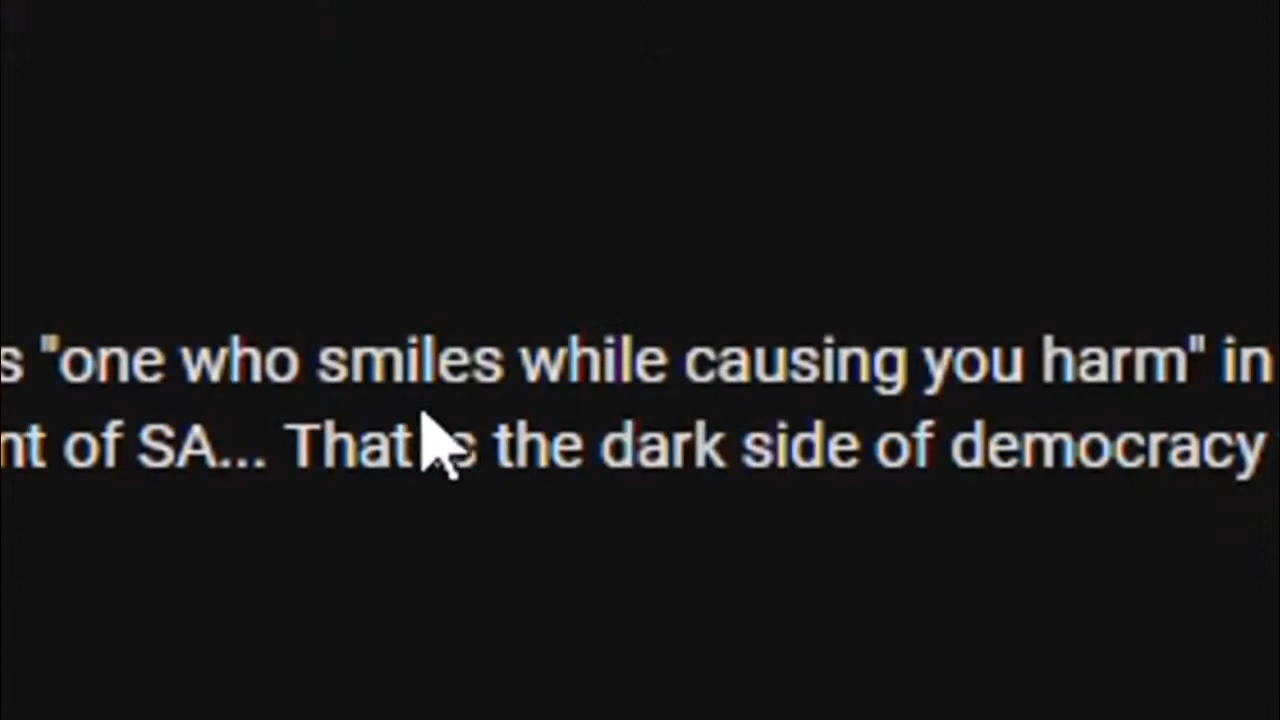 s "one who smiles while causing you harm" in
nt of SA... That's the dark side of democracy